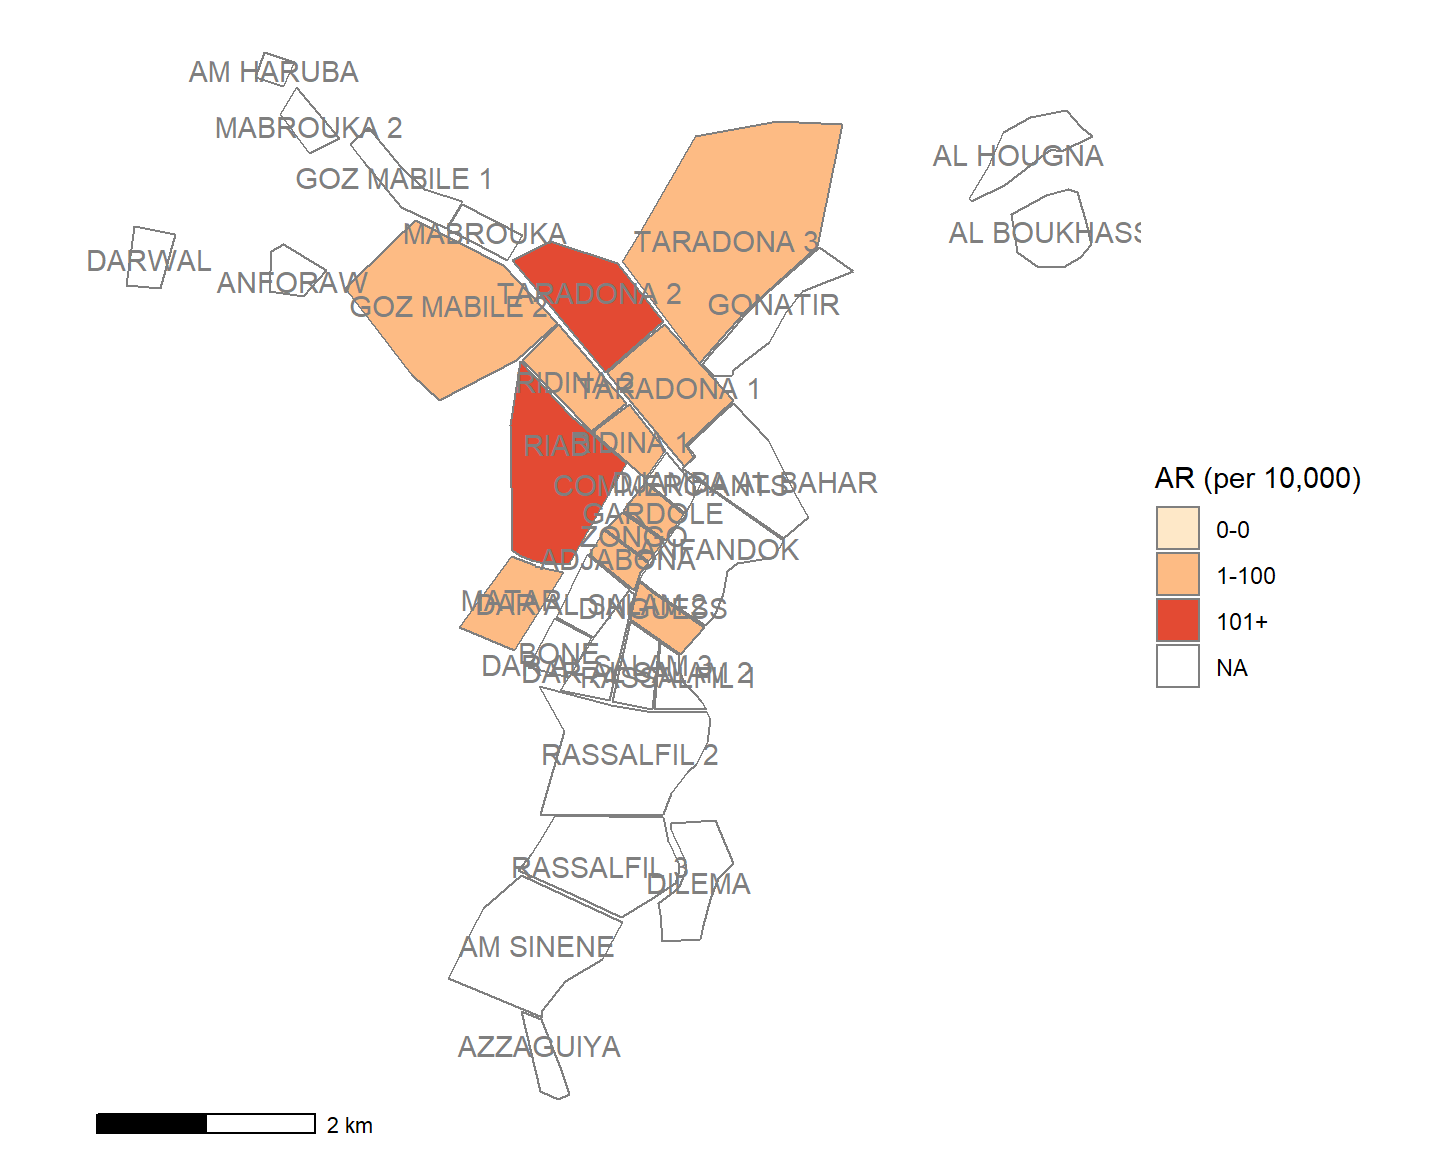 AM HARUBA
MABROUKA 2
AL HOUGNA
GOZ MABILE 1
MABROUKA
AL BOUKHASS
TARADONA 3
DARWAL
ANFORAW
TARADONA 2
GOZ MABILE 2
GONATIR
RIDINA 2
TARADONA 1
RIAD
RIDINA 1
COMMERCANTS
DJAMBA AL BAHAR
GARDOLE
ZONGO
ANFANDOK
ADJABONA
MATAR
DAR AL SALAM 2
DINGUESS
BONE
DAR AL SALAM 3
RASSALFIL 1
RASSALFIL 2
RASSALFIL 3
DILEMA
AM SINENE
AZZAGUIYA
2 km
AR (per 10,000)
0-0
1-100
101+
NA